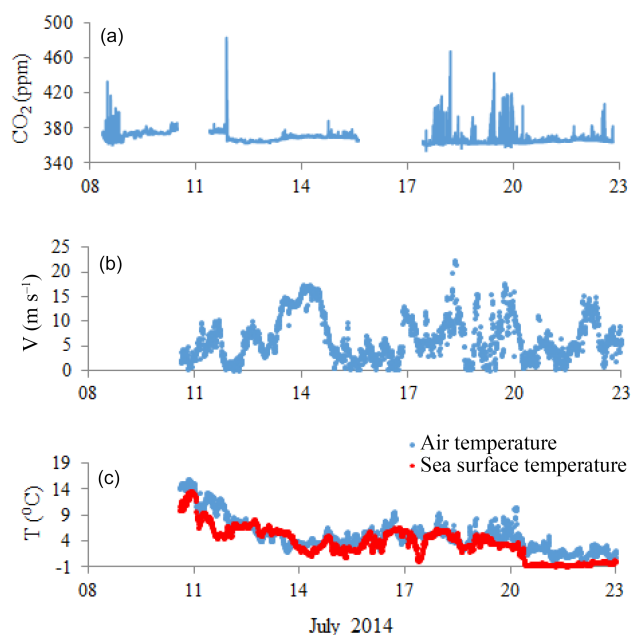 (a)
CO₂ (ppm)
500
460
420
380
340
08 11 14 17 20 23
(b)
V (m s⁻¹)
25
20
15
10
5
0
08 11 14 17 20 23
Air temperature
Sea surface temperature
(c)
T (⁰C)
19
14
9
4
-1
08 11 14 17 20 23
July 2014